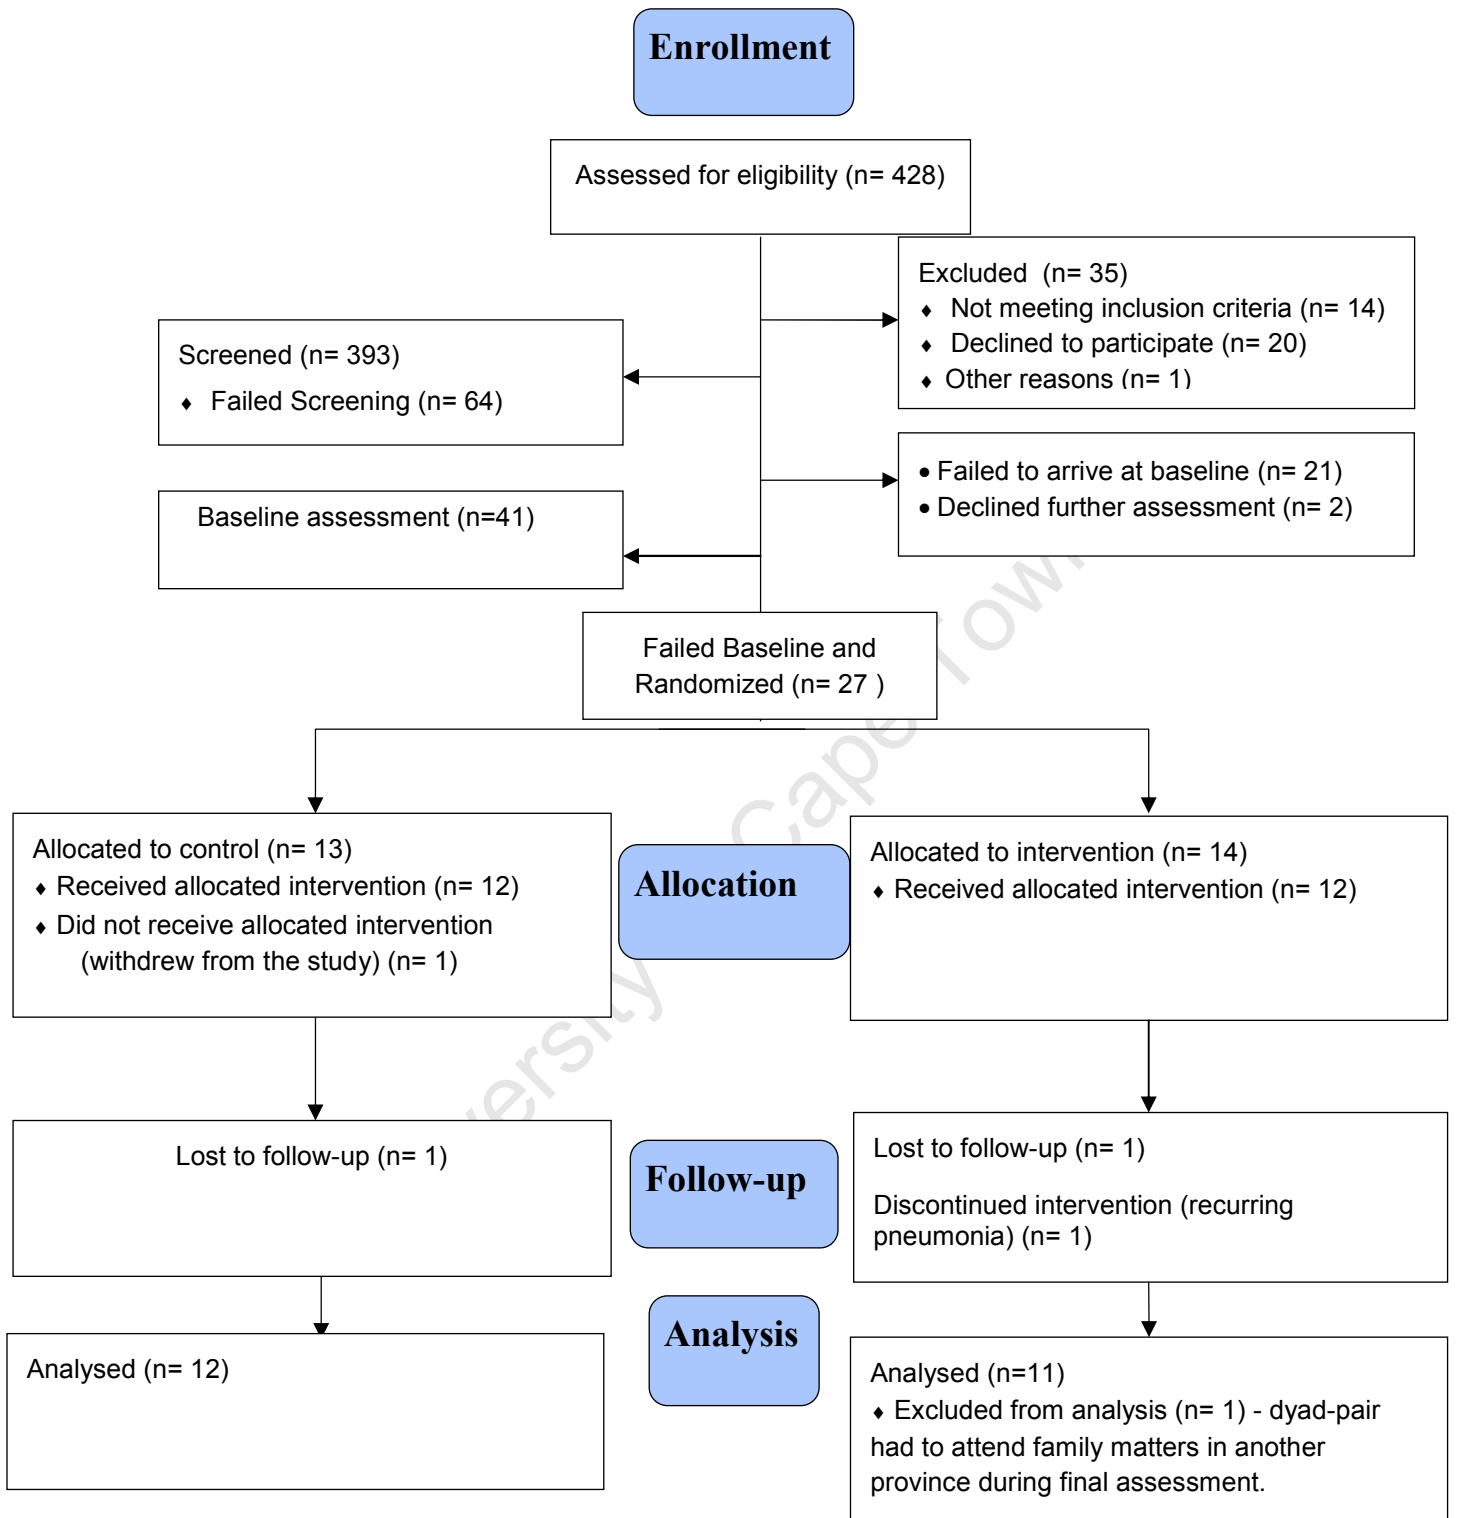 Enrollment
Assessed for eligibility (n= 428)
Excluded (n= 35)
♦ Not meeting inclusion criteria (n= 14)
♦ Declined to participate (n= 20)
♦ Other reasons (n= 1)
Screened (n= 393)
♦ Failed Screening (n= 64)
• Failed to arrive at baseline (n= 21)
• Declined further assessment (n= 2)
Baseline assessment (n=41)
Failed Baseline and
Randomized (n= 27 )
Allocated to control (n= 13)
♦ Received allocated intervention (n= 12)
♦ Did not receive allocated intervention
(withdrew from the study) (n= 1)
Allocation
Allocated to intervention (n= 14)
♦ Received allocated intervention (n= 12)
Lost to follow-up (n= 1)
Follow-up
Lost to follow-up (n= 1)
Discontinued intervention (recurring
pneumonia) (n= 1)
Analysis
Analysed (n= 12)
Analysed (n=11)
♦ Excluded from analysis (n= 1) - dyad-pair
had to attend family matters in another
province during final assessment.
Cape Town